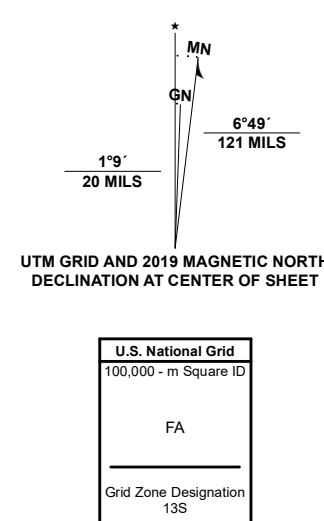 ★
MN
GN
6°49´
121 MILS
1°9´
20 MILS
UTM GRID AND 2019 MAGNETIC NORTH
DECLINATION AT CENTER OF SHEET
U.S. National Grid
100,000 - m Square ID
FA
Grid Zone Designation
13S